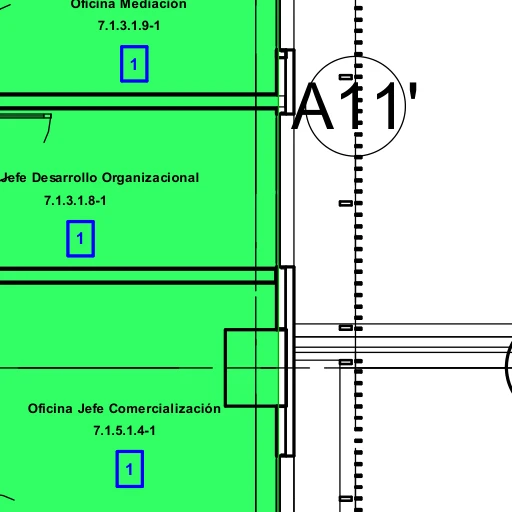 Oficina Mediación
7.1.3.1.9-1
1
A11'
Jefe Desarrollo Organizacional
7.1.3.1.8-1
1
Oficina Jefe Comercialización
7.1.5.1.4-1
1